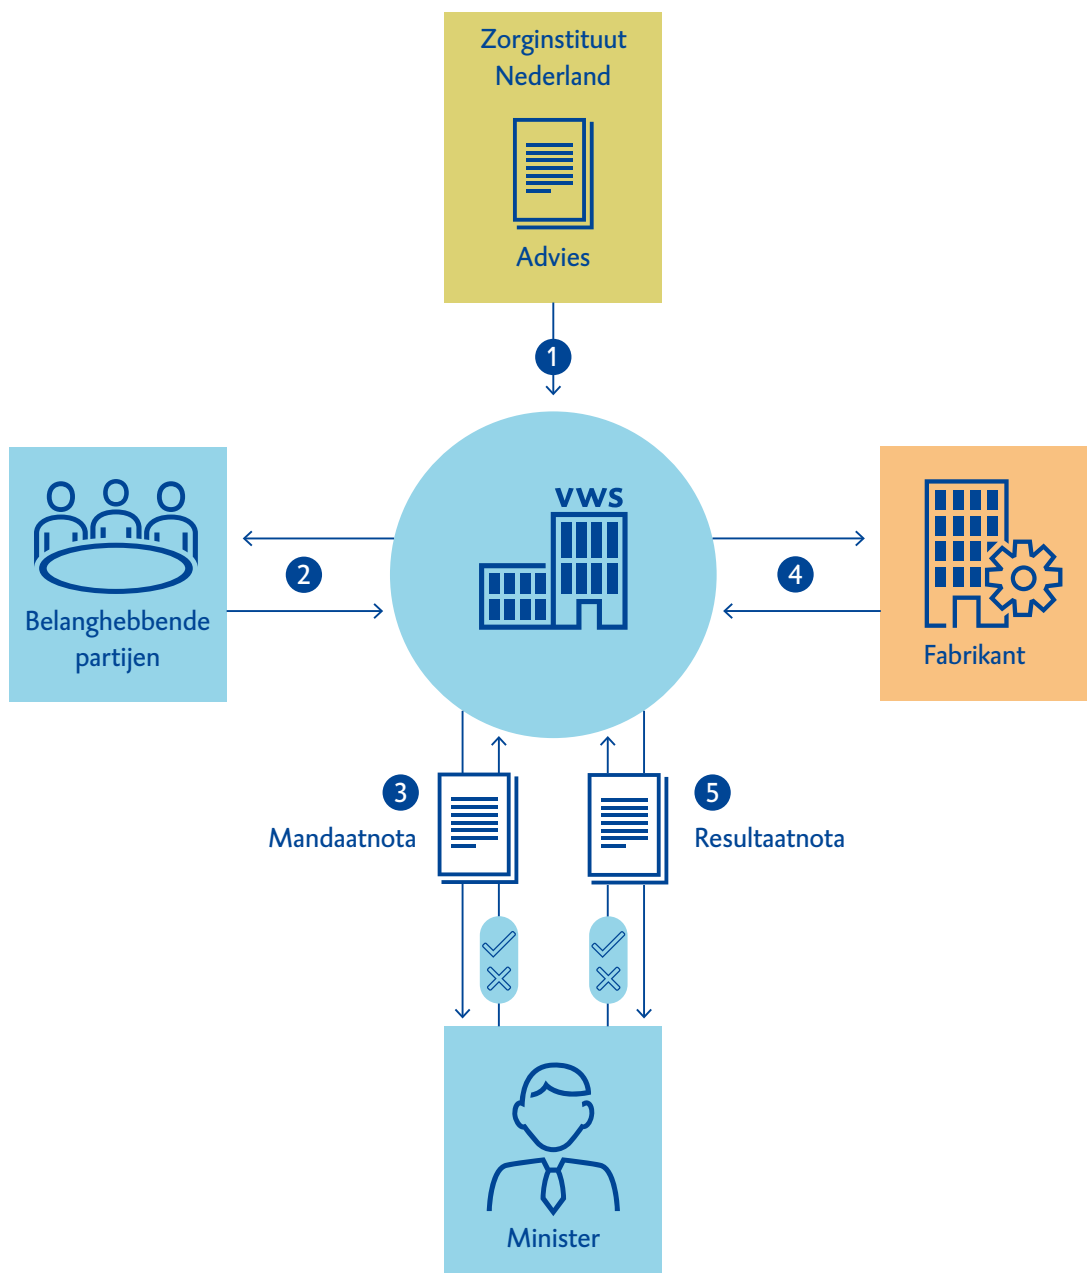 Zorginstituut
Nederland
Advies
1
VWS
2
4
Belanghebbende
partijen
Fabrikant
3
5
Mandaatnota
Resultaatnota
Minister